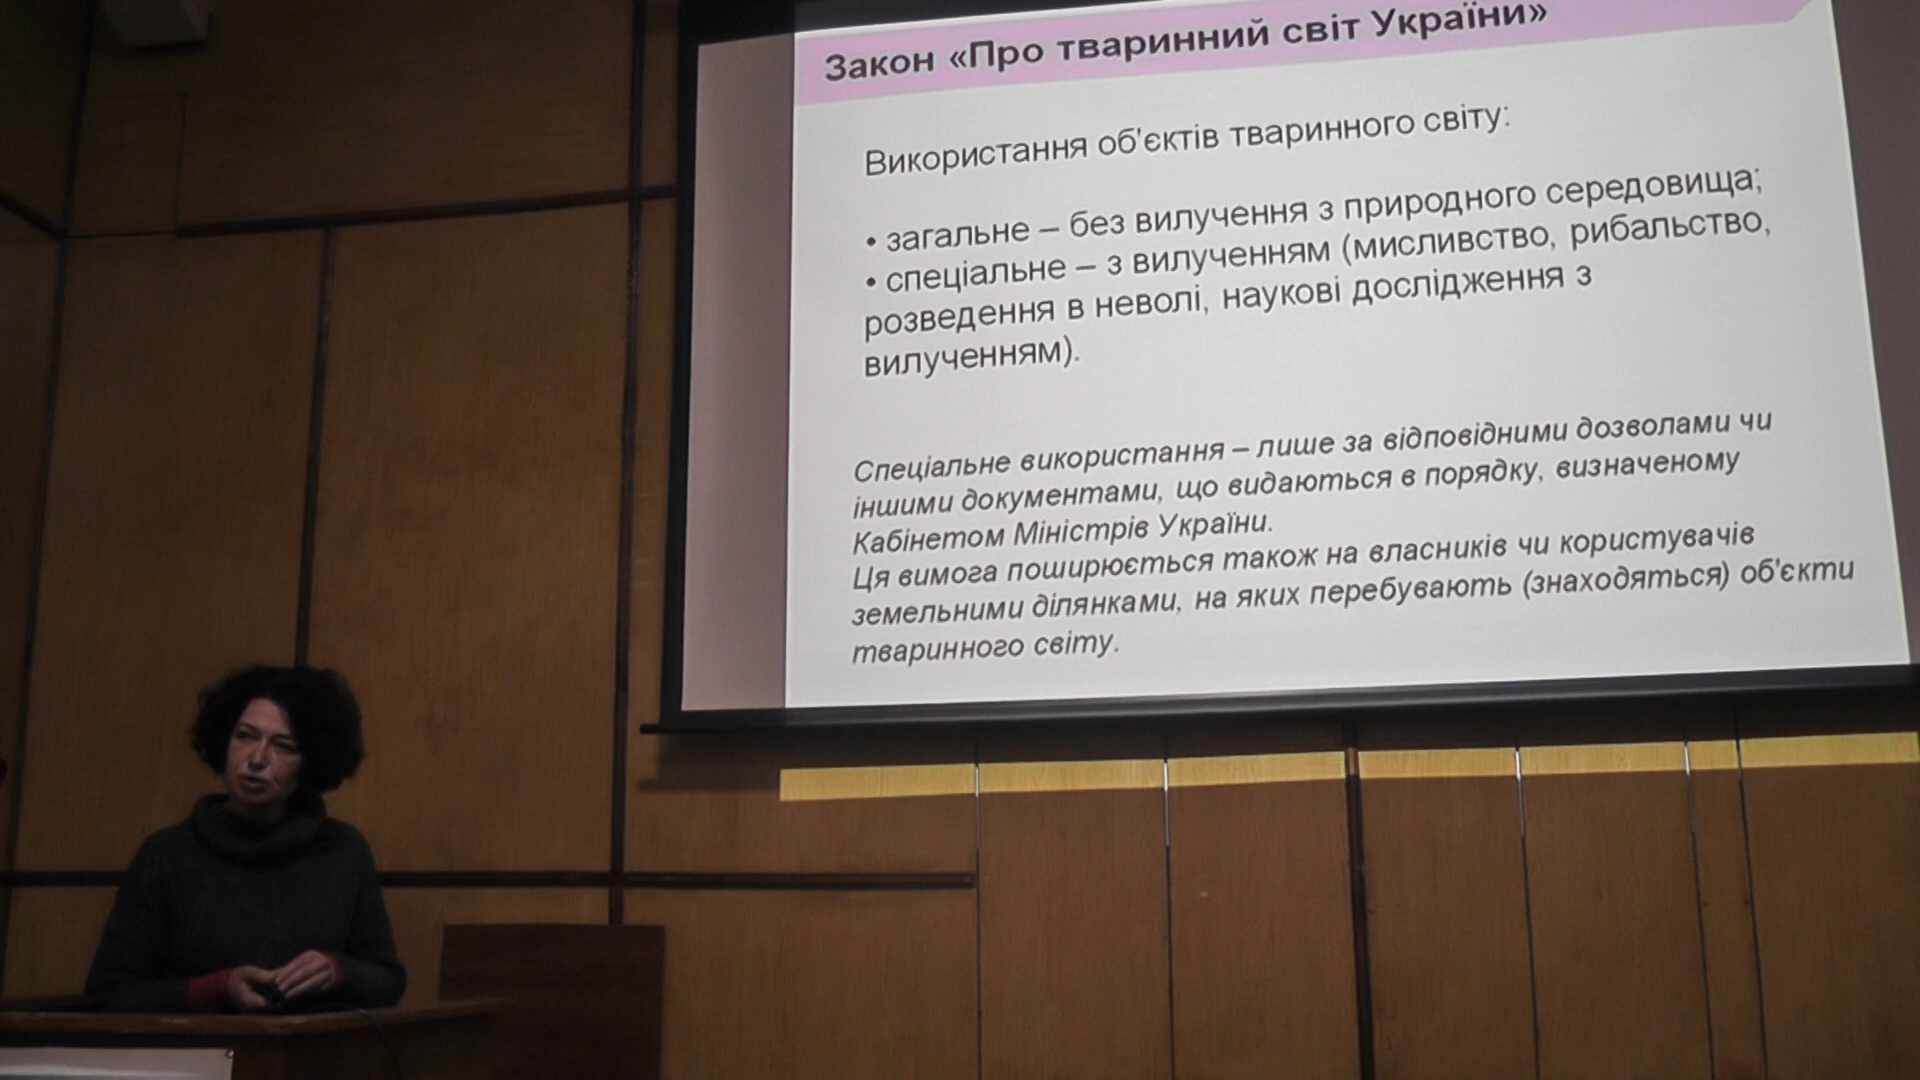 Закон «Про тваринний світ України»
Використання об'єктів тваринного світу:
• загальне – без вилучення з природного середовища;
• спеціальне – з вилученням (мисливство, рибальство,
розведення в неволі, наукові дослідження з
вилученням).
Спеціальне використання – лише за відповідними дозволами чи
іншими документами, що видаються в порядку, визначеному
Кабінетом Міністрів України.
Ця вимога поширюється також на власників чи користувачів
земельними ділянками, на яких перебувають (знаходяться) об'єкти
тваринного світу.